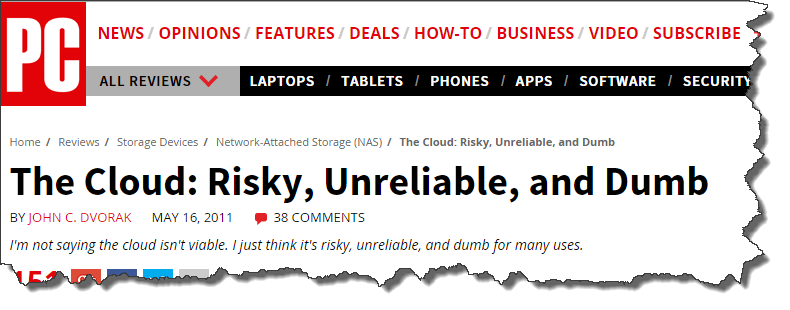 PC
NEWS / OPINIONS / FEATURES / DEALS / HOW-TO / BUSINESS / VIDEO / SUBSCRIBE
ALL REVIEWS LAPTOPS / TABLETS / PHONES / APPS / SOFTWARE / SECURITY
Home / Reviews / Storage Devices / Network-Attached Storage (NAS) / The Cloud: Risky, Unreliable, and Dumb
The Cloud: Risky, Unreliable, and Dumb
BY JOHN C. DVORAK MAY 16, 2011 38 COMMENTS
I'm not saying the cloud isn't viable. I just think it's risky, unreliable, and dumb for many uses.